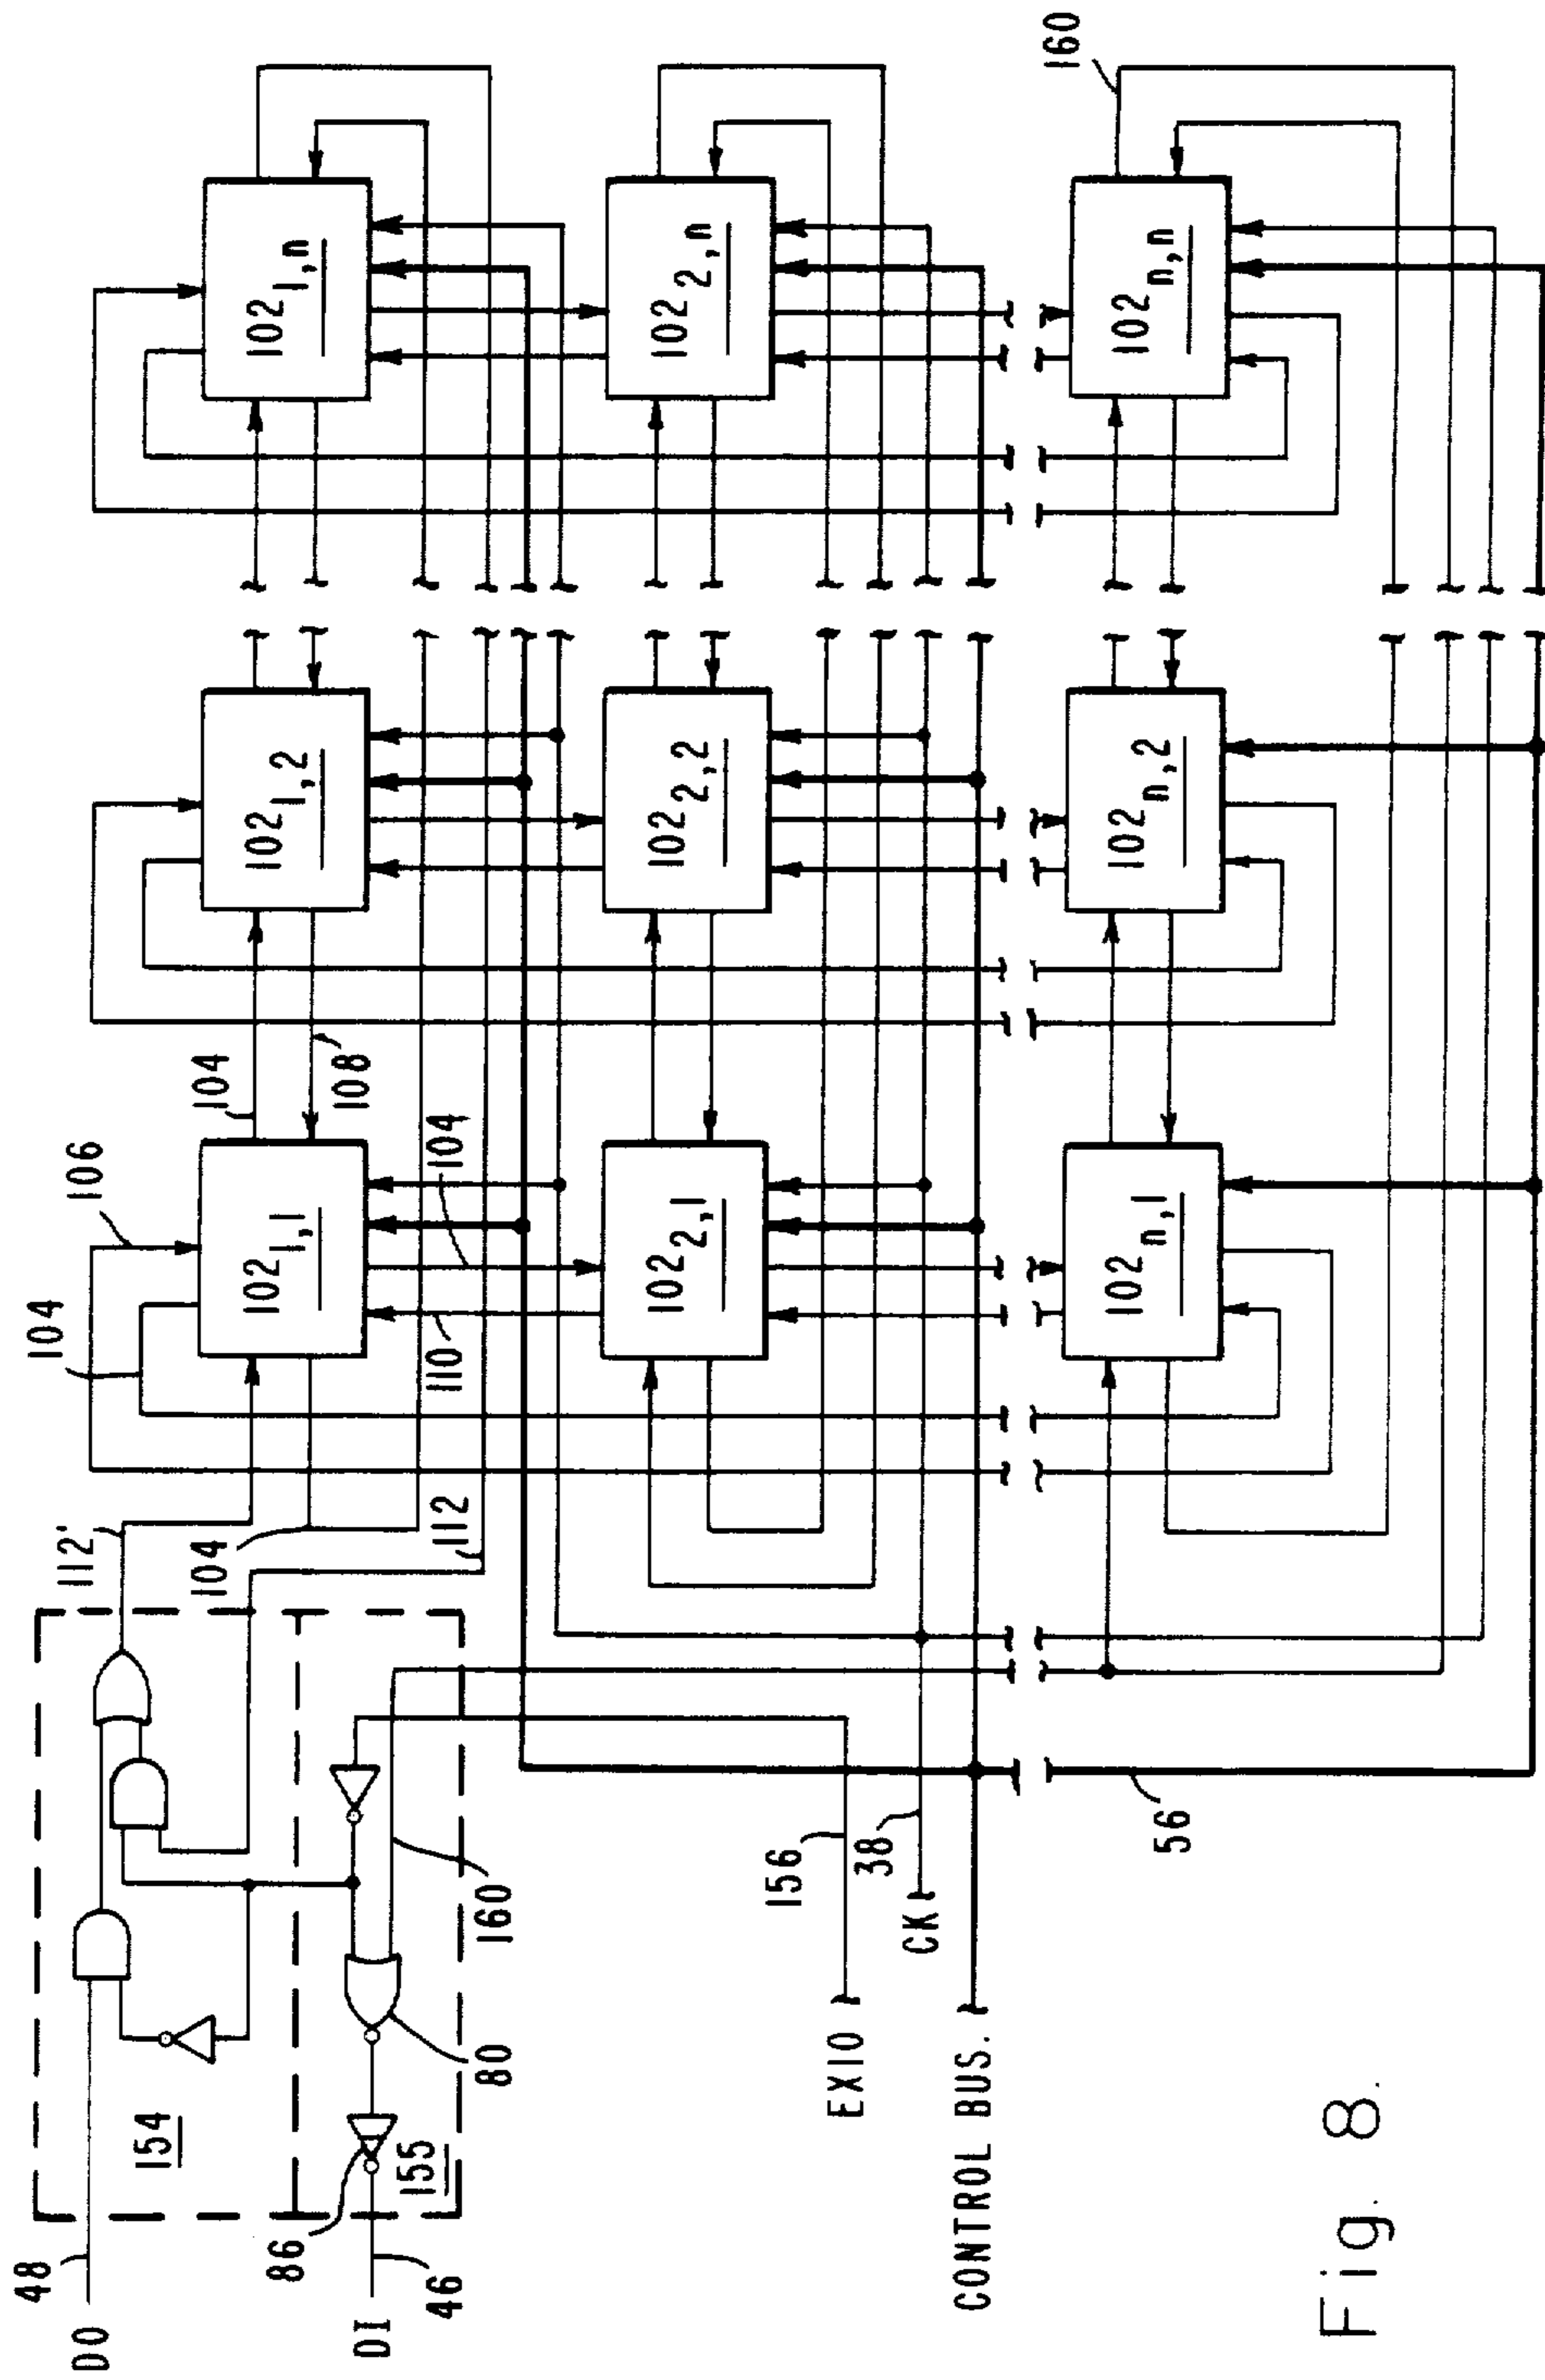 48
104
106
112'
DO
154
104
104
102 1,1
102 1,2
102 1,n
86
108
DI
155
46
112
110
104
80
160
102 2,1
102 2,2
102 2,n
156
EXIO
38
CK
CONTROL BUS.
160
102 n,1
102 n,2
102 n,n
56
Fig. 8.